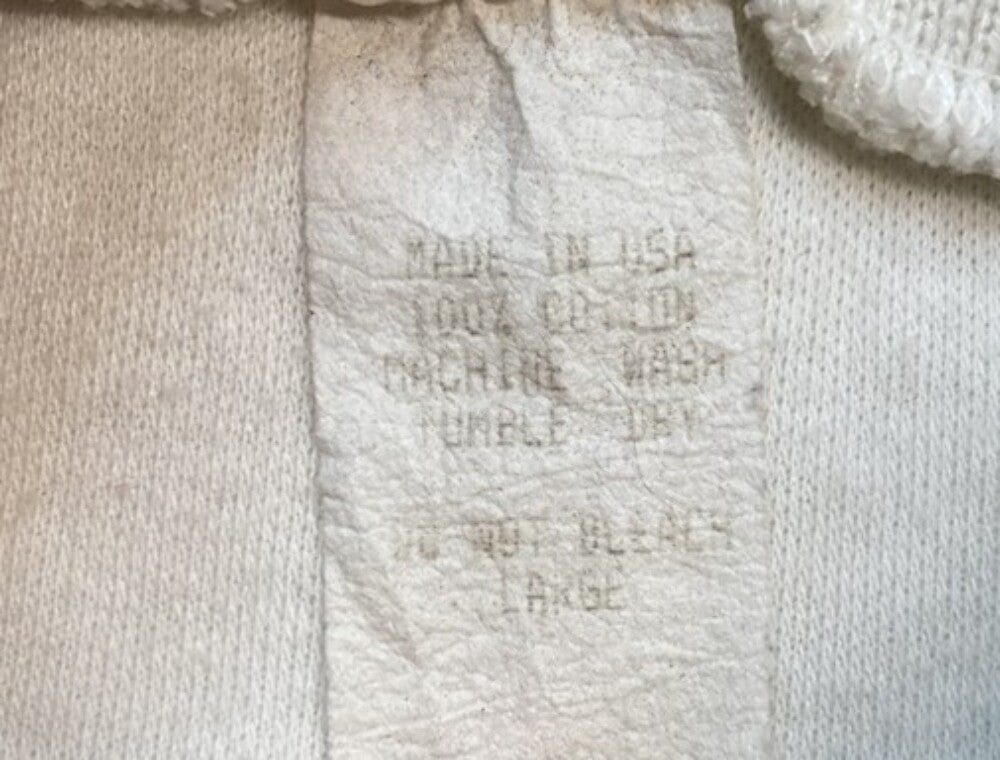 MADE IN USA
100% COTTON
MACHINE WASH
TUMBLE DRY
DO NOT BLEACH
LARGE